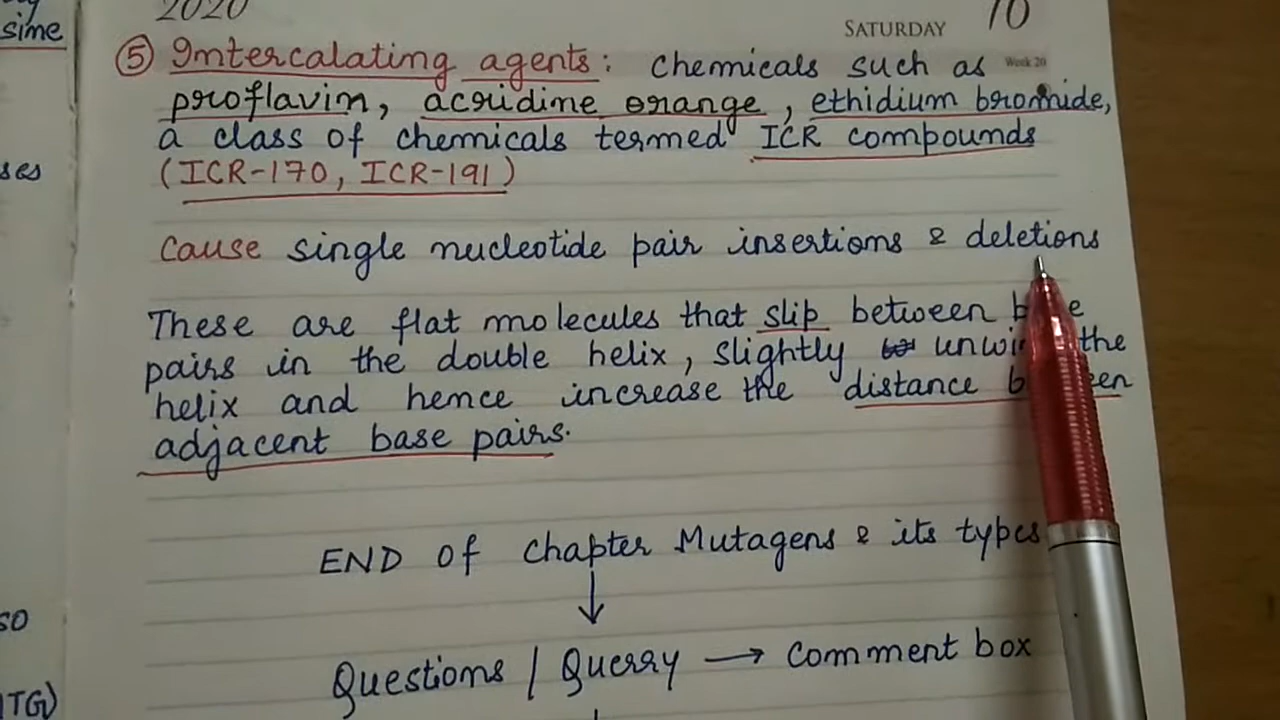 2020
SATURDAY 10
Week 20
sime
⑤ Intercalating agents: chemicals such as
proflavin, acridine orange, ethidium bromide,
a class of chemicals termed ICR compounds
(ICR-170, ICR-191)
ses
Cause single nucleotide pair insertions & deletions
These are flat molecules that slip between
pairs in the double helix, slightly the
helix and hence increase the distance
adjacent base pairs.
END of chapter Mutagens & its types
↓
so
Questions / Querry → Comment box